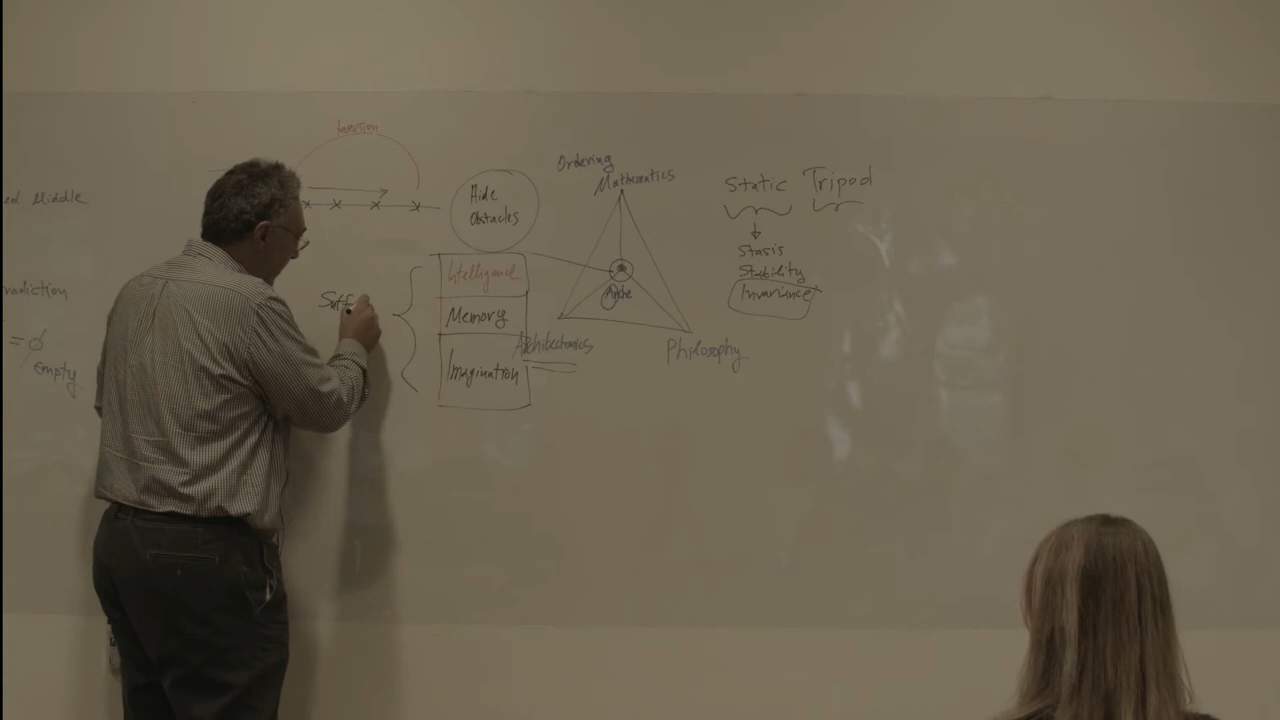 Inversion
ed Middle
radiction
= ∅
empty
Suff
Hide
Obstacles
Intelligence
Memory
Imagination
Ordering
Mathematics
Arche
Architectonics
Philosophy
Static Tripod
Stasis
Stability
Invariance